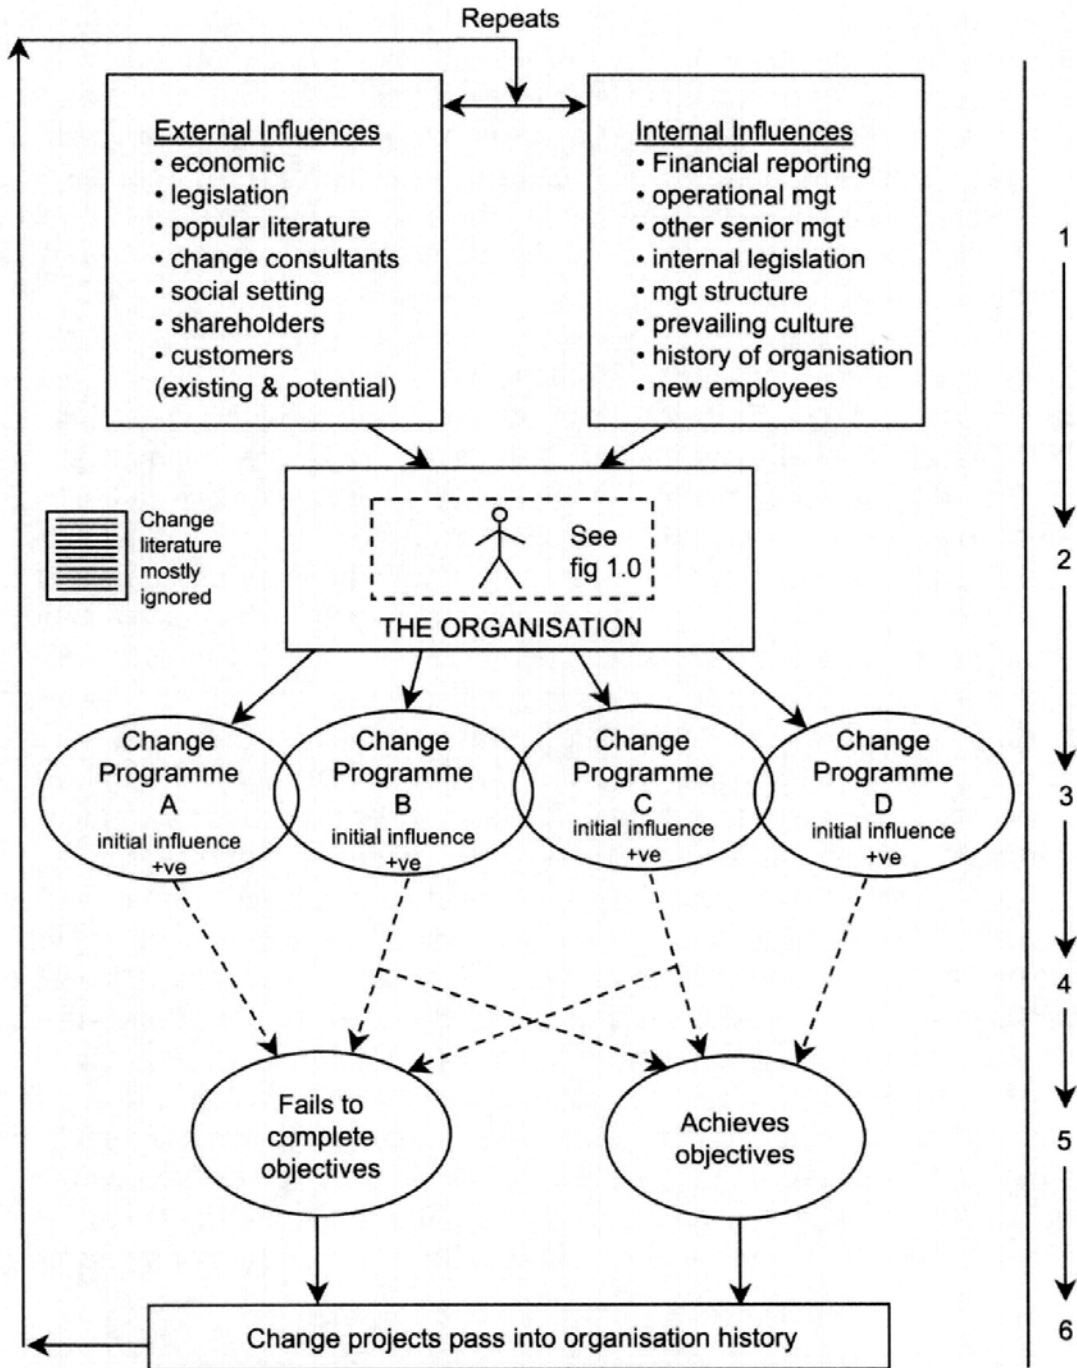 Repeats
External Influences
• economic
• legislation
• popular literature
• change consultants
• social setting
• shareholders
• customers
(existing & potential)
Internal Influences
• Financial reporting
• operational mgt
• other senior mgt
• internal legislation
• mgt structure
• prevailing culture
• history of organisation
• new employees
1
Change
literature
mostly
ignored
See
fig 1.0
THE ORGANISATION
2
Change
Programme
A
initial influence
+ve
Change
Programme
B
initial influence
+ve
Change
Programme
C
initial influence
+ve
Change
Programme
D
initial influence
+ve
3
4
Fails to
complete
objectives
Achieves
objectives
5
Change projects pass into organisation history
6